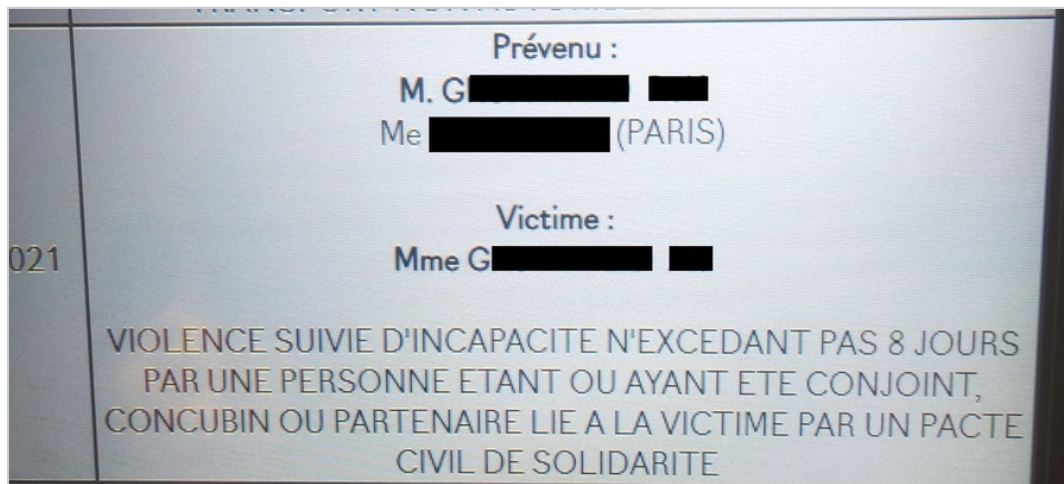 Prévenu :
M. G
Me (PARIS)
Victime :
021
Mme G
VIOLENCE SUIVIE D'INCAPACITE N'EXCEDANT PAS 8 JOURS
PAR UNE PERSONNE ETANT OU AYANT ETE CONJOINT,
CONCUBIN OU PARTENAIRE LIE A LA VICTIME PAR UN PACTE
CIVIL DE SOLIDARITE